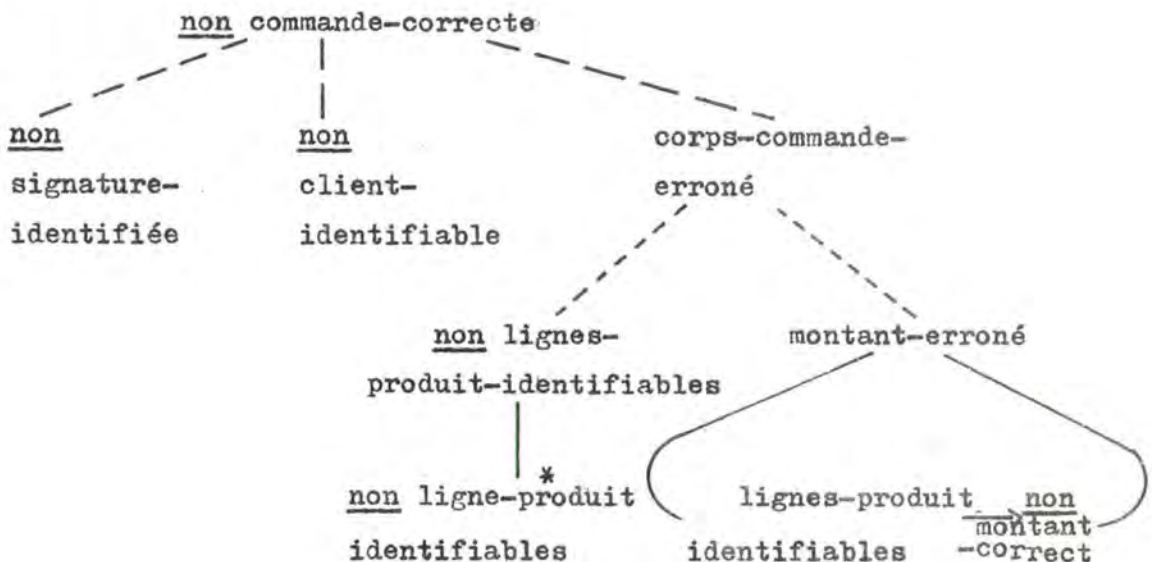 non commande-correcte
non
signature-
identifiée
non
client-
identifiable
corps-commande-
erroné
non lignes-
produit-identifiables
montant-erroné
non ligne-produit*
identifiables
lignes-produit
identifiables
non
montant
-correct